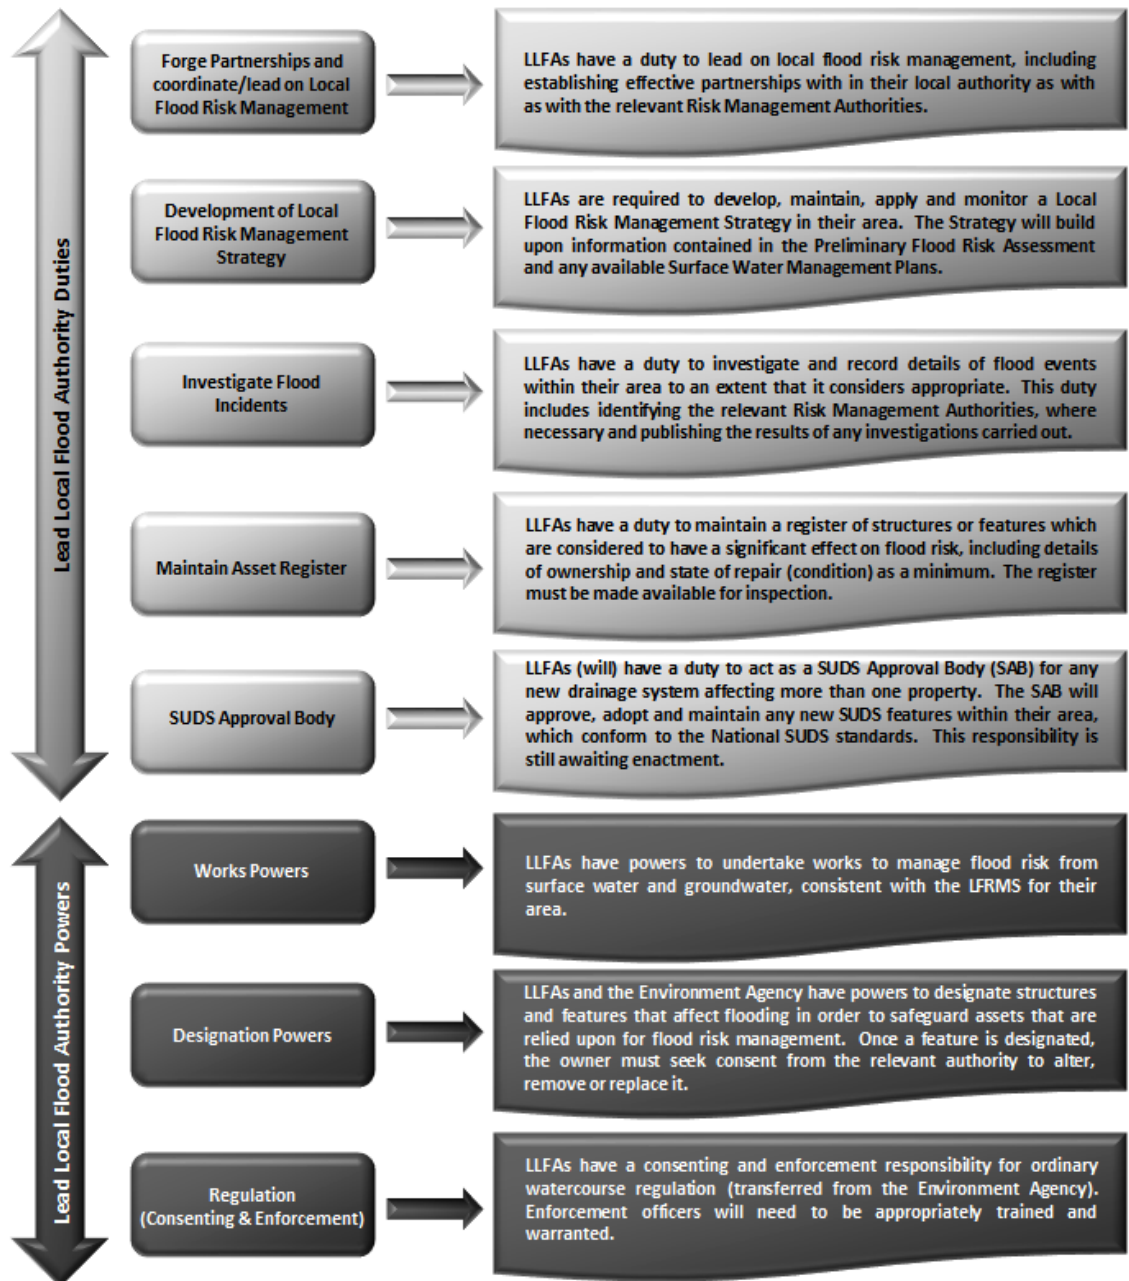 Lead Local Flood Authority Duties
Forge Partnerships and
coordinate/lead on Local
Flood Risk Management
LLFAs have a duty to lead on local flood risk management, including
establishing effective partnerships with in their local authority as with
as with the relevant Risk Management Authorities.
Development of Local
Flood Risk Management
Strategy
LLFAs are required to develop, maintain, apply and monitor a Local
Flood Risk Management Strategy in their area. The Strategy will build
upon information contained in the Preliminary Flood Risk Assessment
and any available Surface Water Management Plans.
Investigate Flood
Incidents
LLFAs have a duty to investigate and record details of flood events
within their area to an extent that it considers appropriate. This duty
includes identifying the relevant Risk Management Authorities, where
necessary and publishing the results of any investigations carried out.
Maintain Asset Register
LLFAs have a duty to maintain a register of structures or features which
are considered to have a significant effect on flood risk, including details
of ownership and state of repair (condition) as a minimum. The register
must be made available for inspection.
SUDS Approval Body
LLFAs (will) have a duty to act as a SUDS Approval Body (SAB) for any
new drainage system affecting more than one property. The SAB will
approve, adopt and maintain any new SUDS features within their area,
which conform to the National SUDS standards. This responsibility is
still awaiting enactment.
Lead Local Flood Authority Powers
Works Powers
LLFAs have powers to undertake works to manage flood risk from
surface water and groundwater, consistent with the LFRMS for their
area.
Designation Powers
LLFAs and the Environment Agency have powers to designate structures
and features that affect flooding in order to safeguard assets that are
relied upon for flood risk management. Once a feature is designated,
the owner must seek consent from the relevant authority to alter,
remove or replace it.
Regulation
(Consenting & Enforcement)
LLFAs have a consenting and enforcement responsibility for ordinary
watercourse regulation (transferred from the Environment Agency).
Enforcement officers will need to be appropriately trained and
warranted.